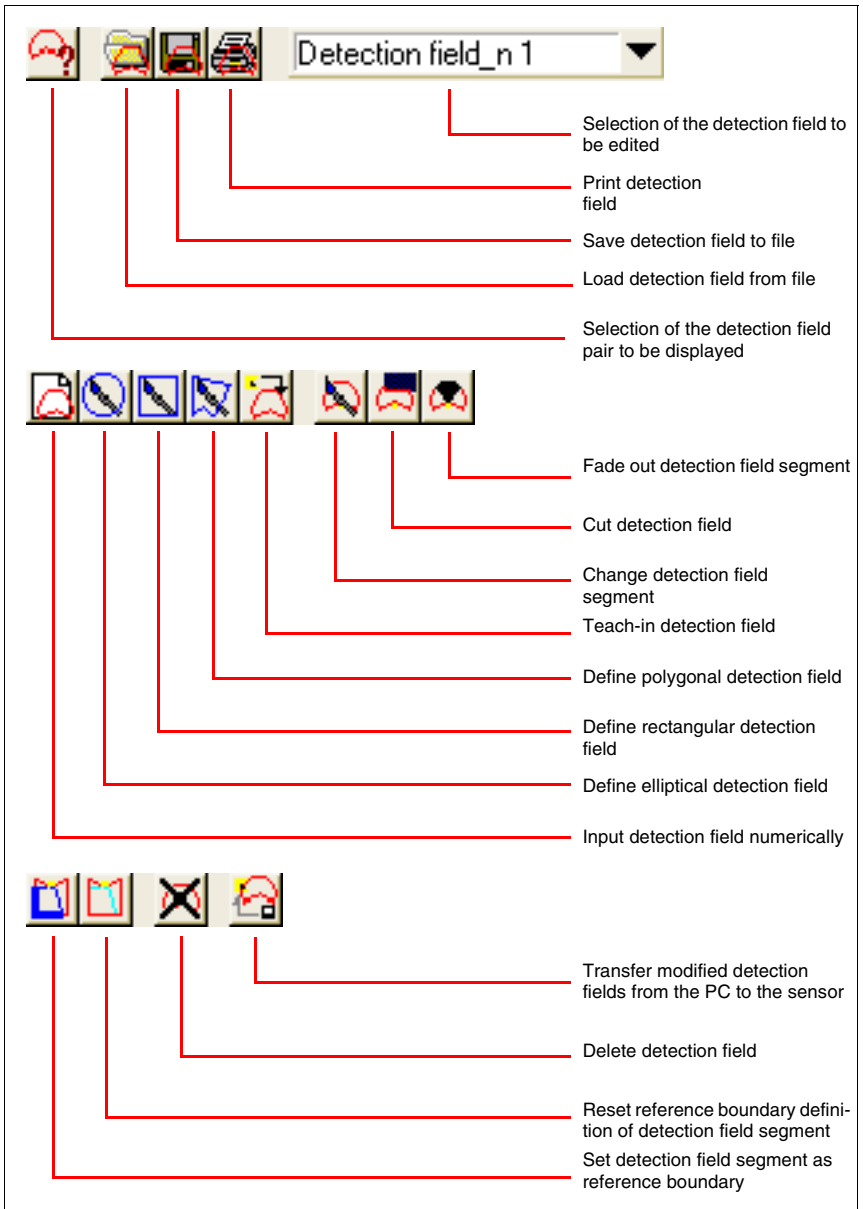 Detection field_n 1
Selection of the detection field to
be edited
Print detection
field
Save detection field to file
Load detection field from file
Selection of the detection field
pair to be displayed
Fade out detection field segment
Cut detection field
Change detection field
segment
Teach-in detection field
Define polygonal detection field
Define rectangular detection
field
Define elliptical detection field
Input detection field numerically
Transfer modified detection
fields from the PC to the sensor
Delete detection field
Reset reference boundary defini-
tion of detection field segment
Set detection field segment as
reference boundary